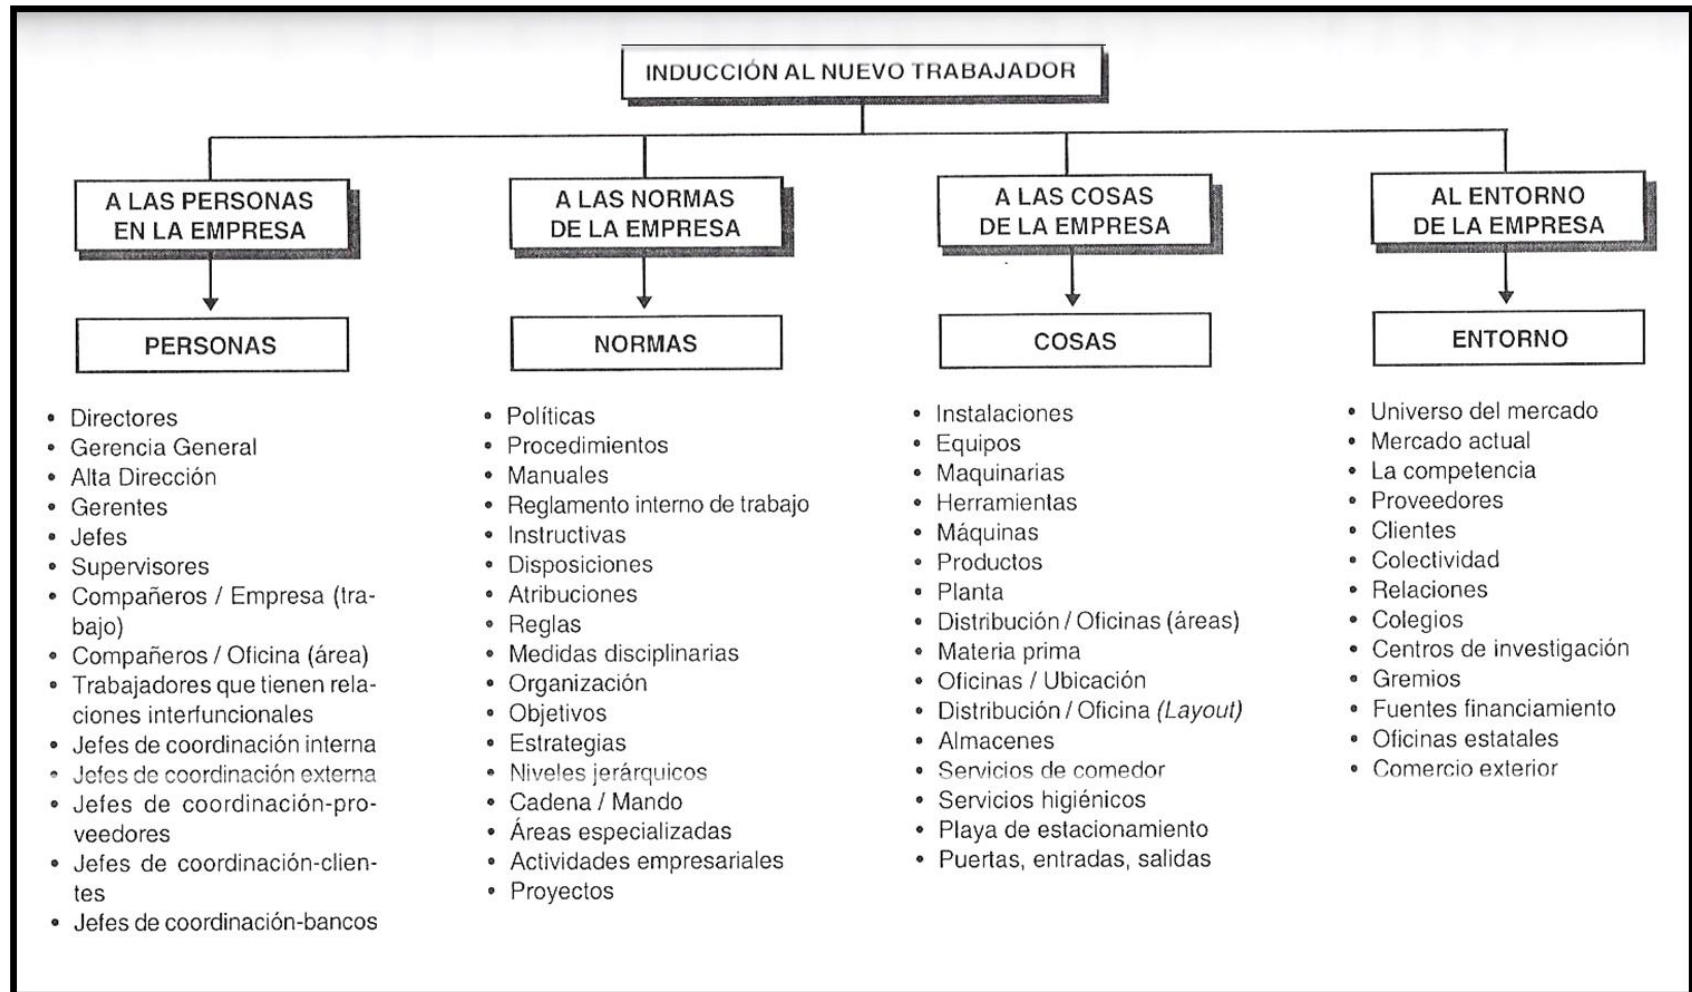 INDUCCIÓN AL NUEVO TRABAJADOR
A LAS PERSONAS
EN LA EMPRESA
PERSONAS
• Directores
• Gerencia General
• Alta Dirección
• Gerentes
• Jefes
• Supervisores
• Compañeros / Empresa (tra-
bajo)
• Compañeros / Oficina (área)
• Trabajadores que tienen rela-
ciones interfuncionales
• Jefes de coordinación interna
• Jefes de coordinación externa
• Jefes de coordinación-pro-
veedores
• Jefes de coordinación-clien-
tes
• Jefes de coordinación-bancos
A LAS NORMAS
DE LA EMPRESA
NORMAS
• Políticas
• Procedimientos
• Manuales
• Reglamento interno de trabajo
• Instructivas
• Disposiciones
• Atribuciones
• Reglas
• Medidas disciplinarias
• Organización
• Objetivos
• Estrategias
• Niveles jerárquicos
• Cadena / Mando
• Áreas especializadas
• Actividades empresariales
• Proyectos
A LAS COSAS
DE LA EMPRESA
COSAS
• Instalaciones
• Equipos
• Maquinarias
• Herramientas
• Máquinas
• Productos
• Planta
• Distribución / Oficinas (áreas)
• Materia prima
• Oficinas / Ubicación
• Distribución / Oficina (Layout)
• Almacenes
• Servicios de comedor
• Servicios higiénicos
• Playa de estacionamiento
• Puertas, entradas, salidas
AL ENTORNO
DE LA EMPRESA
ENTORNO
• Universo del mercado
• Mercado actual
• La competencia
• Proveedores
• Clientes
• Colectividad
• Relaciones
• Colegios
• Centros de investigación
• Gremios
• Fuentes financiamiento
• Oficinas estatales
• Comercio exterior